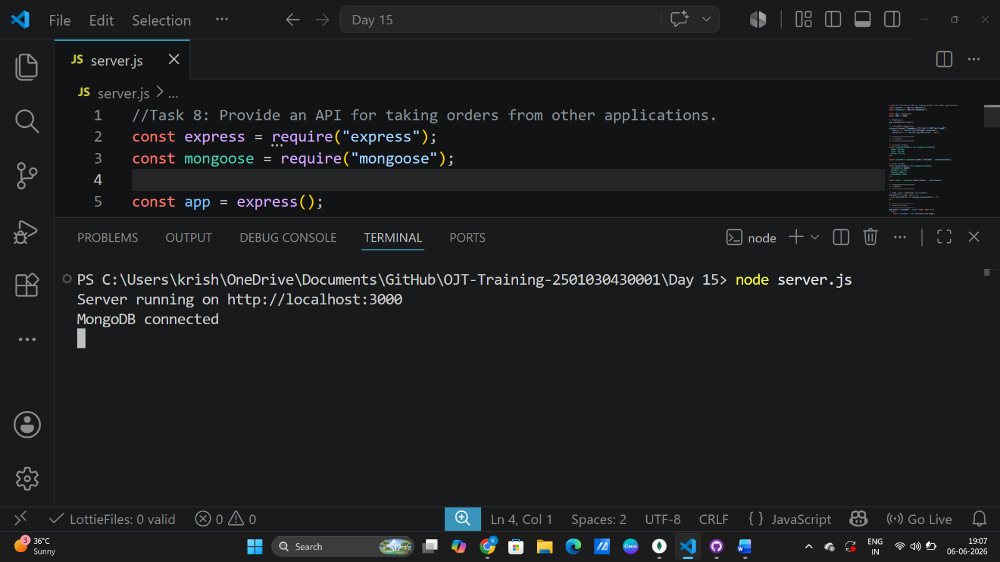 File Edit Selection ··· Day 15
JS server.js
JS server.js > ...
1 //Task 8: Provide an API for taking orders from other applications.
2 const express = require("express");
3 const mongoose = require("mongoose");
4
5 const app = express();
PROBLEMS OUTPUT DEBUG CONSOLE TERMINAL PORTS node
PS C:\Users\krish\OneDrive\Documents\GitHub\OJT-Training-2501030430001\Day 15> node server.js
Server running on http://localhost:3000
MongoDB connected
LottieFiles: 0 valid 0 0 Ln 4, Col 1 Spaces: 2 UTF-8 CRLF {} JavaScript Go Live
3 36°C
Sunny
Search
K
Canva
ENG
IN
19:07
06-06-2026